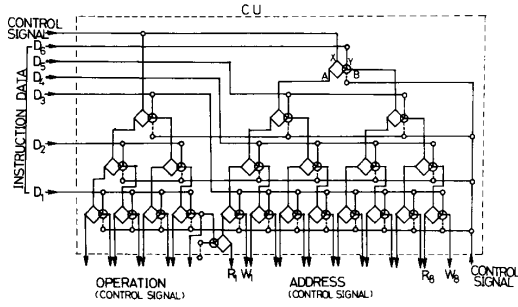 CU
CONTROL
SIGNAL
D6
D5
D4
D3
D2
D1
INSTRUCTION DATA
X
Y
A
B
R1 W1
R8 W8
OPERATION
(CONTROL SIGNAL)
ADDRESS
(CONTROL SIGNAL)
CONTROL
SIGNAL